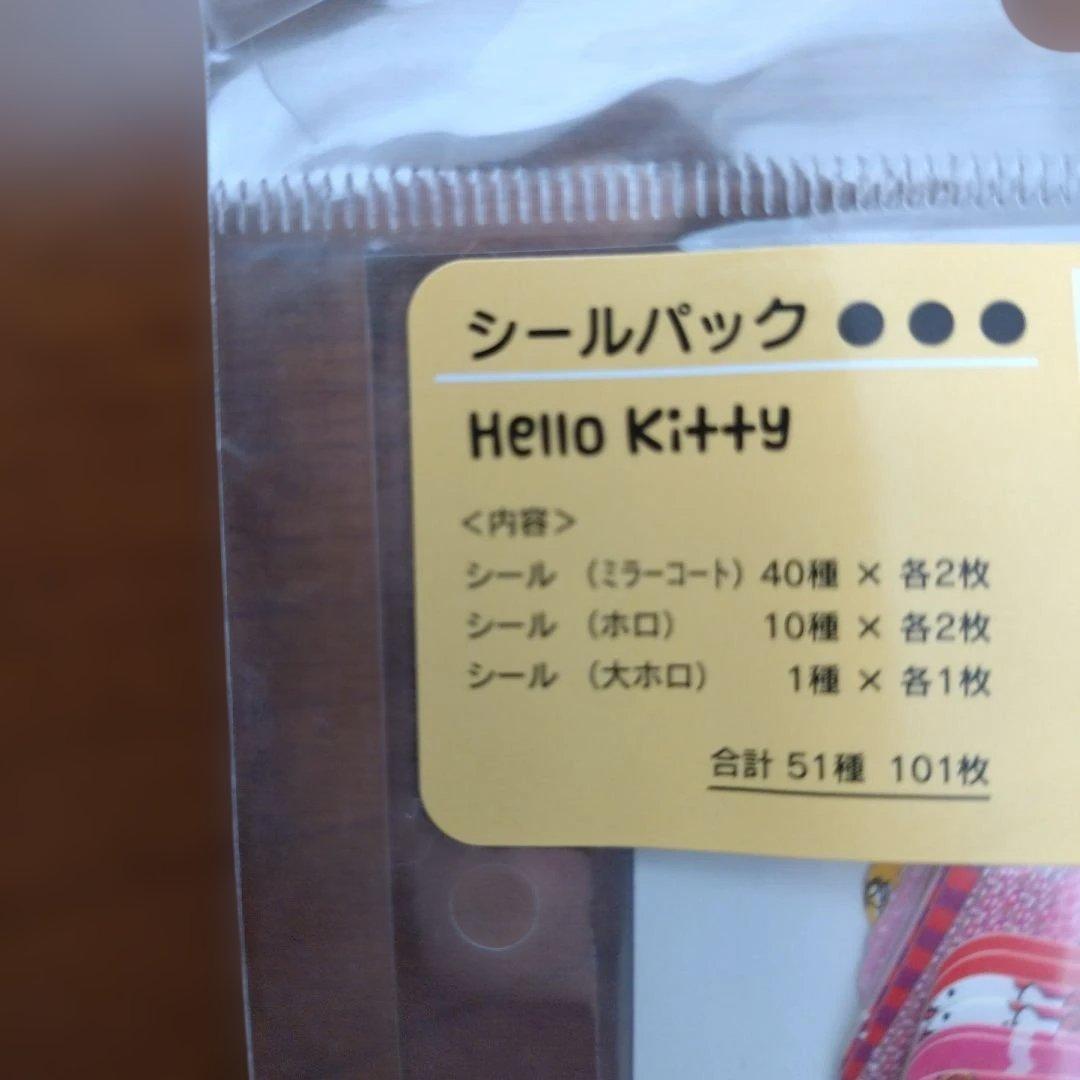 シールパック ●●●
Hello Kitty
＜内容＞
シール （ミラーコート） 40種 × 各2枚
シール （ホロ） 10種 × 各2枚
シール （大ホロ） 1種 × 各1枚
合計 51種 101枚